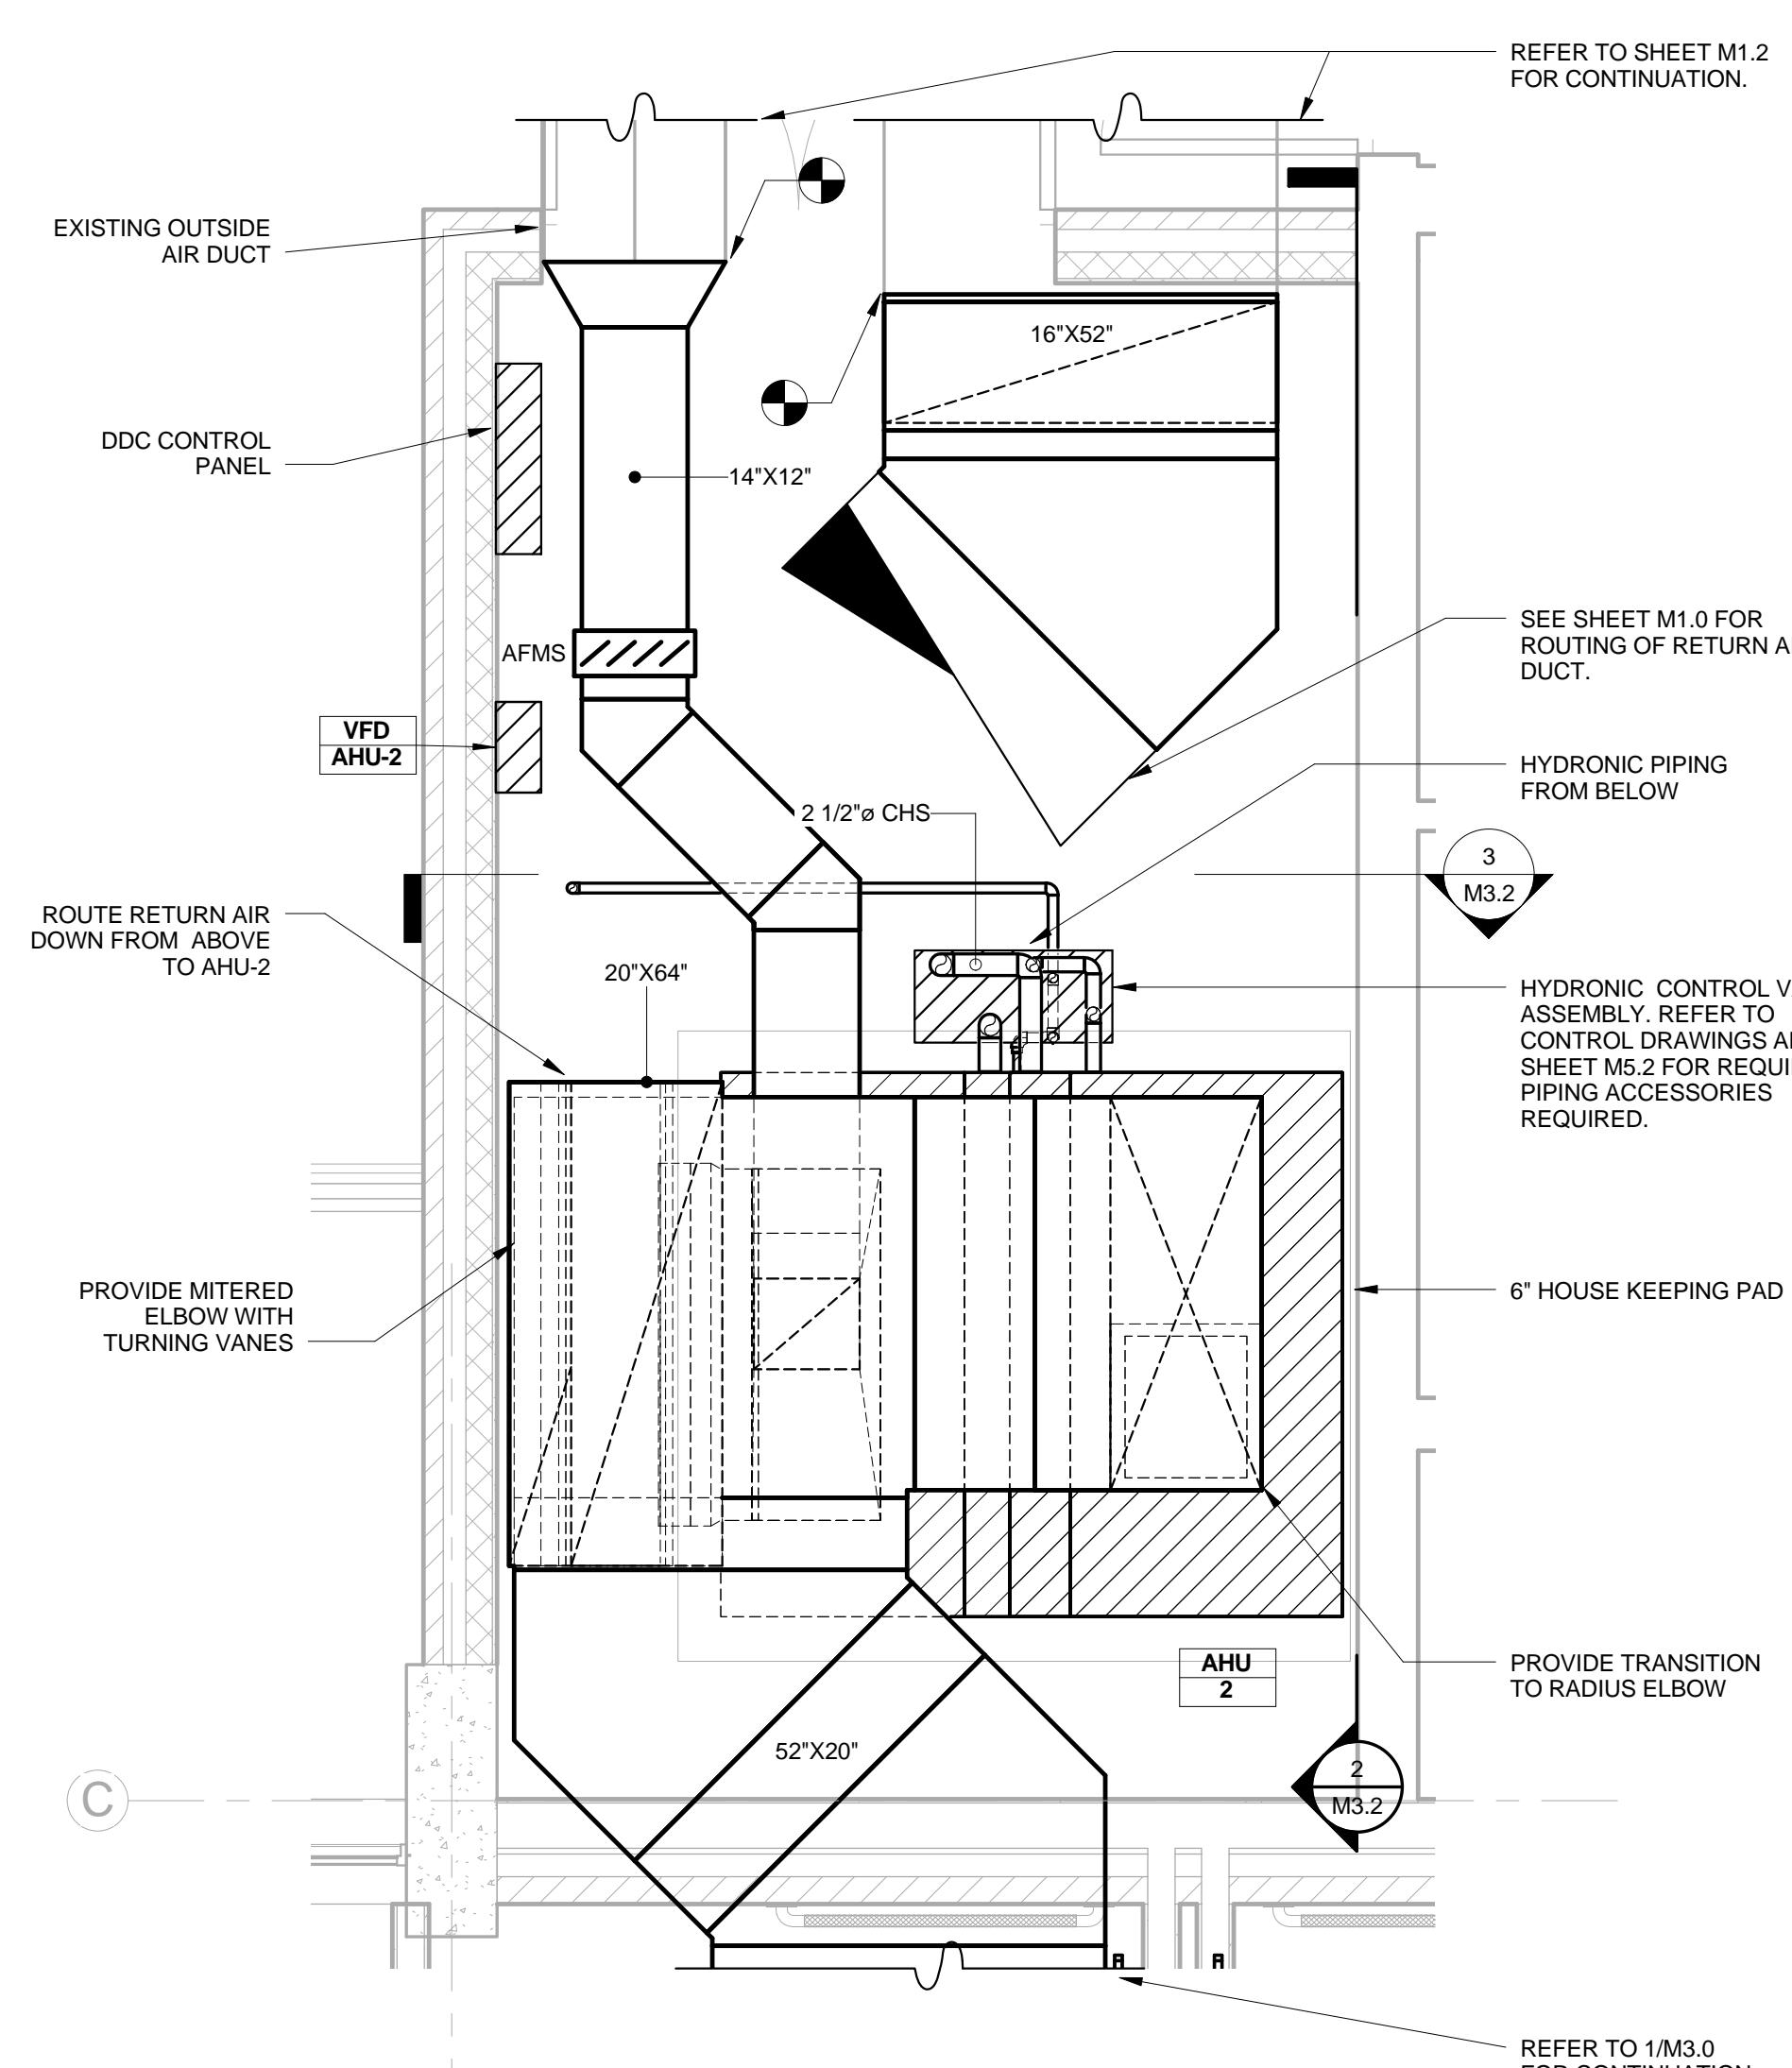 REFER TO SHEET M1.2
FOR CONTINUATION.
EXISTING OUTSIDE
AIR DUCT
16"X52"
DDC CONTROL
PANEL
14"X12"
SEE SHEET M1.0 FOR
ROUTING OF RETURN
DUCT.
AFMS
VFD
AHU-2
HYDRONIC PIPING
FROM BELOW
2 1/2"ø CHS
3
M3.2
ROUTE RETURN AIR
DOWN FROM ABOVE
TO AHU-2
20"X64"
HYDRONIC CONTROL
ASSEMBLY. REFER TO
CONTROL DRAWINGS
SHEET M5.2 FOR
PIPING ACCESSORIES
REQUIRED.
PROVIDE MITERED
ELBOW WITH
TURNING VANES
6" HOUSE KEEPING PAD
AHU
2
PROVIDE TRANSITION
TO RADIUS ELBOW
52"X20"
2
M3.2
C
REFER TO 1/M3.0
FOR CONTINUATION